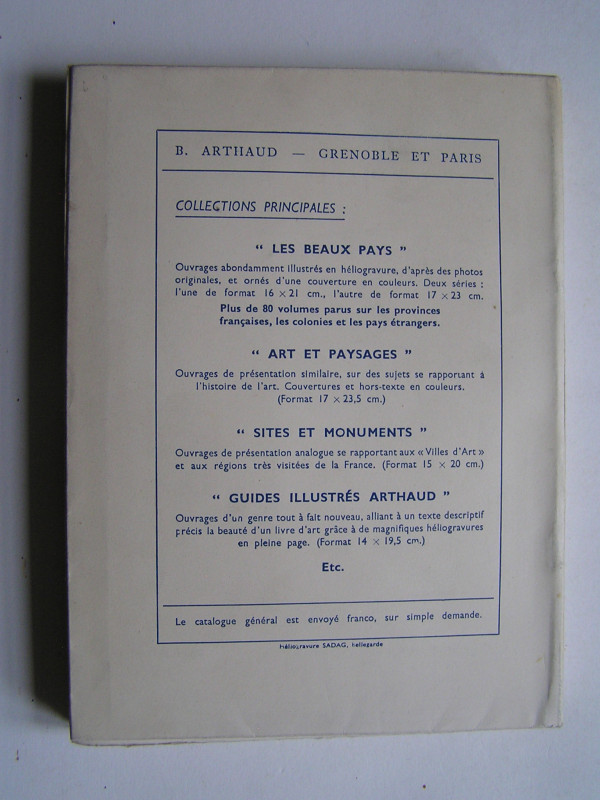 B. ARTHAUD — GRENOBLE ET PARIS
COLLECTIONS PRINCIPALES :
“ LES BEAUX PAYS ”
Ouvrages abondamment illustrés en héliogravure, d'après des photos
originales, et ornés d'une couverture en couleurs. Deux séries :
l'une de format 16 × 21 cm., l'autre de format 17 × 23 cm.
Plus de 80 volumes parus sur les provinces
françaises, les colonies et les pays étrangers.
“ ART ET PAYSAGES ”
Ouvrages de présentation similaire, sur des sujets se rapportant à
l'histoire de l'art. Couvertures et hors-texte en couleurs.
(Format 17 × 23,5 cm.)
“ SITES ET MONUMENTS ”
Ouvrages de présentation analogue se rapportant aux « Villes d'Art »
et aux régions très visitées de la France. (Format 15 × 20 cm.)
“ GUIDES ILLUSTRÉS ARTHAUD ”
Ouvrages d'un genre tout à fait nouveau, alliant à un texte descriptif
précis la beauté d'un livre d'art grâce à de magnifiques héliogravures
en pleine page. (Format 14 × 19,5 cm.)
Etc.
Le catalogue général est envoyé franco, sur simple demande.
Héliogravure SADAG, Bellegarde